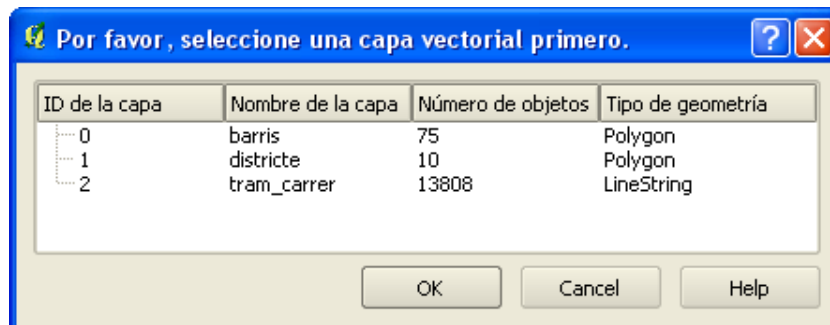 Por favor, seleccione una capa vectorial primero.
ID de la capa Nombre de la capa Número de objetos Tipo de geometría
0 barris 75 Polygon
1 districte 10 Polygon
2 tram_carrer 13808 LineString
OK Cancel Help